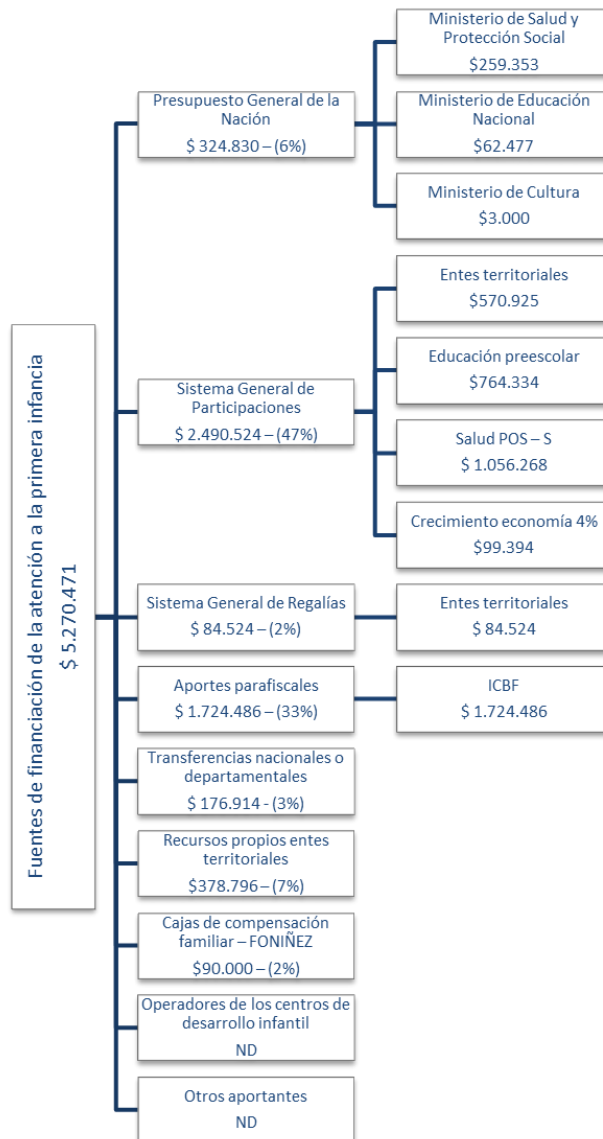 Fuentes de financiación de la atención a la primera infancia
$ 5.270.471
Presupuesto General de la
Nación
$ 324.830 – (6%)
Ministerio de Salud y
Protección Social
$259.353
Ministerio de Educación
Nacional
$62.477
Ministerio de Cultura
$3.000
Sistema General de
Participaciones
$ 2.490.524 – (47%)
Entes territoriales
$570.925
Educación preescolar
$764.334
Salud POS – S
$ 1.056.268
Crecimiento economía 4%
$99.394
Sistema General de Regalías
$ 84.524 – (2%)
Entes territoriales
$ 84.524
Aportes parafiscales
$ 1.724.486 – (33%)
ICBF
$ 1.724.486
Transferencias nacionales o
departamentales
$ 176.914 - (3%)
Recursos propios entes
territoriales
$378.796 – (7%)
Cajas de compensación
familiar – FONIÑEZ
$90.000 – (2%)
Operadores de los centros de
desarrollo infantil
ND
Otros aportantes
ND